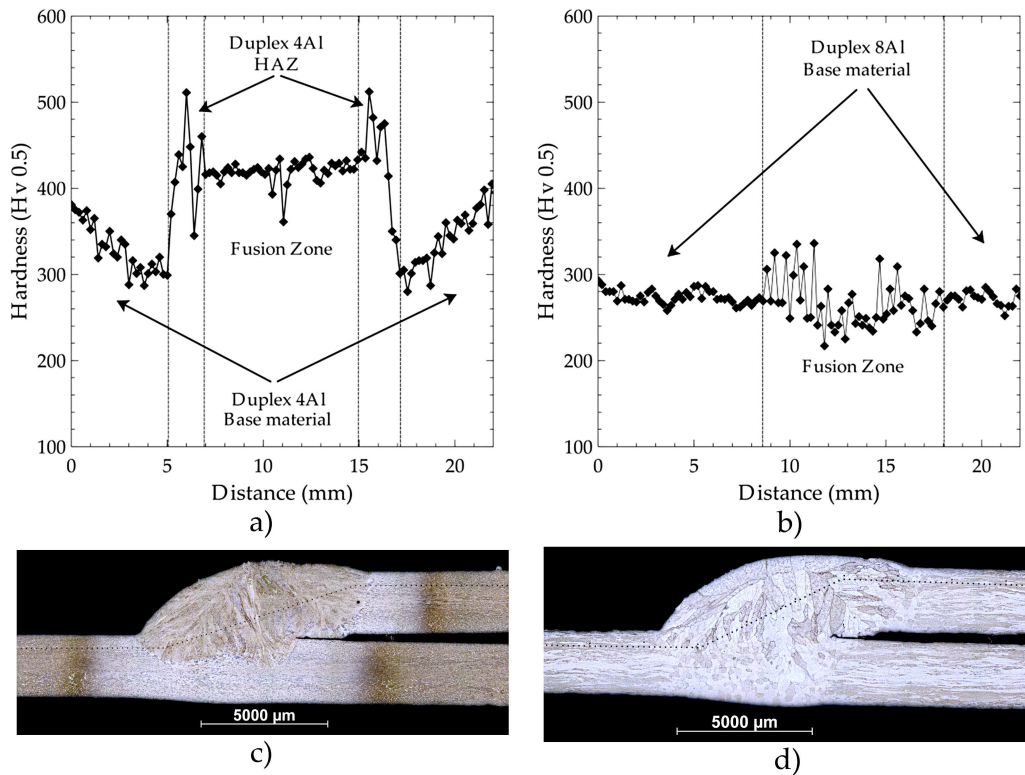 600
500
400
300
200
100
Hardness (Hv 0.5)
Duplex 4Al
HAZ
Fusion Zone
Duplex 4Al
Base material
0
5
10
15
20
Distance (mm)
a)
600
500
400
300
200
100
Hardness (Hv 0.5)
Duplex 8Al
Base material
Fusion Zone
0
5
10
15
20
Distance (mm)
b)
5000 µm
c)
5000 µm
d)